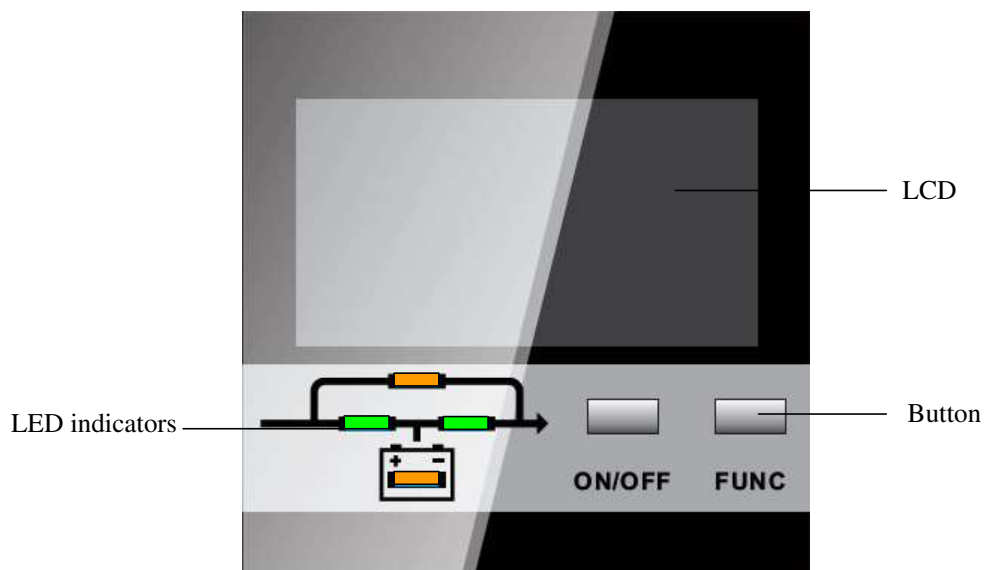 LCD
LED indicators
Button
+ −
ON/OFF FUNC